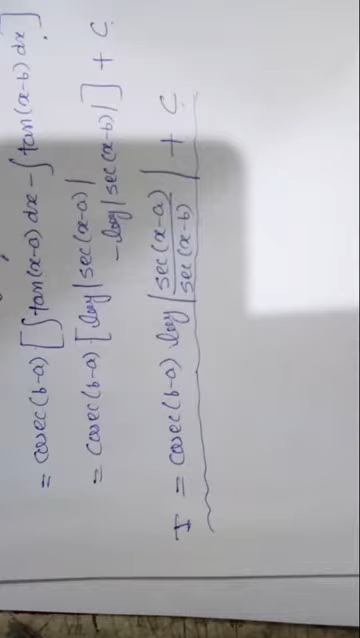 = cosec(b-a) [∫tan(x-a) dx - ∫tan(x-b) dx]
= cosec(b-a) [log|sec(x-a)|
- log|sec(x-b)|] + C
I = cosec(b-a) log |sec(x-a)/sec(x-b)| + C